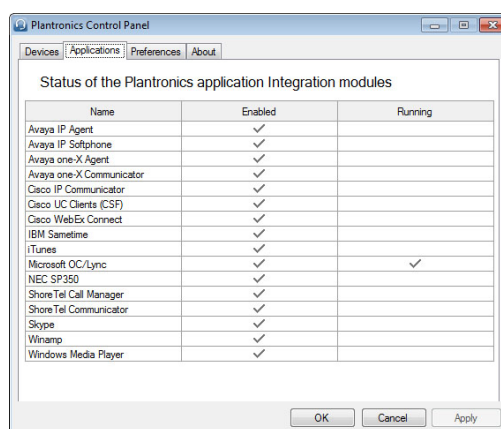 Plantronics Control Panel
Devices Applications Preferences About
Status of the Plantronics application Integration modules
Name Enabled Running
Avaya IP Agent
Avaya IP Softphone
Avaya one-X Agent
Avaya one-X Communicator
Cisco IP Communicator
Cisco UC Clients (CSF)
Cisco WebEx Connect
IBM Sametime
iTunes
Microsoft OC/Lync
NEC SP350
ShoreTel Call Manager
ShoreTel Communicator
Skype
Winamp
Windows Media Player
OK Cancel Apply